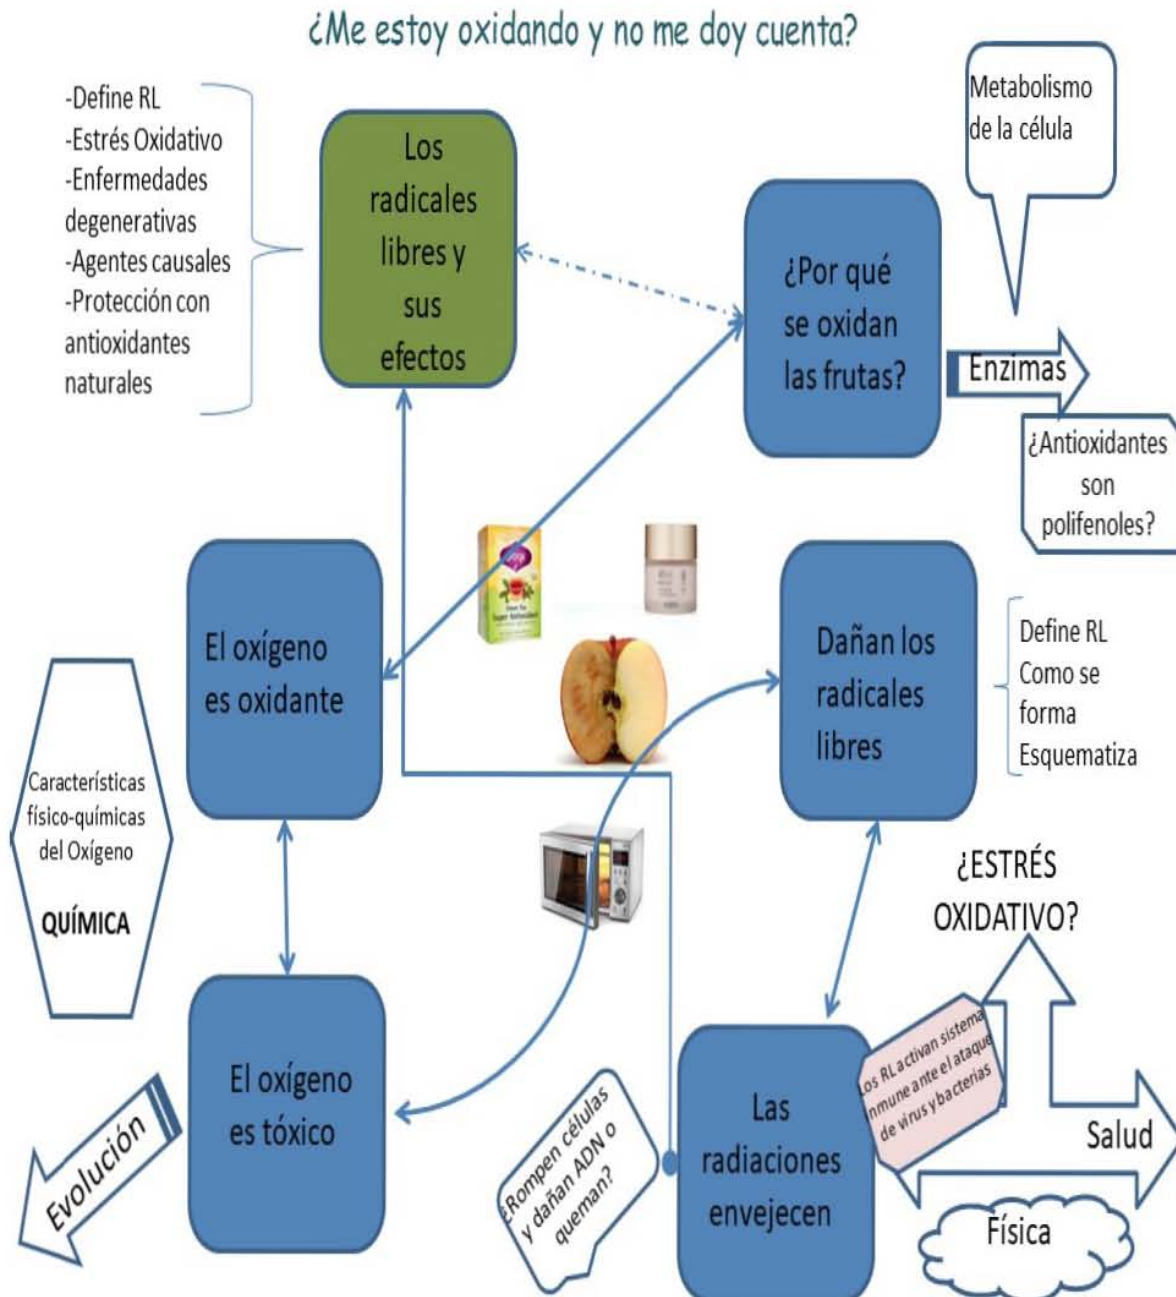 ¿Me estoy oxidando y no me doy cuenta?
-Define RL
-Estrés Oxidativo
-Enfermedades
degenerativas
-Agentes causales
-Protección con
antioxidantes
naturales
Los
radicales
libres y
sus
efectos
Metabolismo
de la célula
¿Por qué
se oxidan
las frutas?
Enzimas
¿Antioxidantes
son
polifenoles?
El oxígeno
es oxidante
Dañan los
radicales
libres
Define RL
Como se
forma
Esquematiza
Características
físico-químicas
del Oxígeno
QUÍMICA
¿ESTRÉS
OXIDATIVO?
El oxígeno
es tóxico
Evolución
¿Rompen células
y dañan ADN o
queman?
Las
radiaciones
envejecen
Los RL activan sistema
inmune ante el ataque
de virus y bacterias
Salud
Física